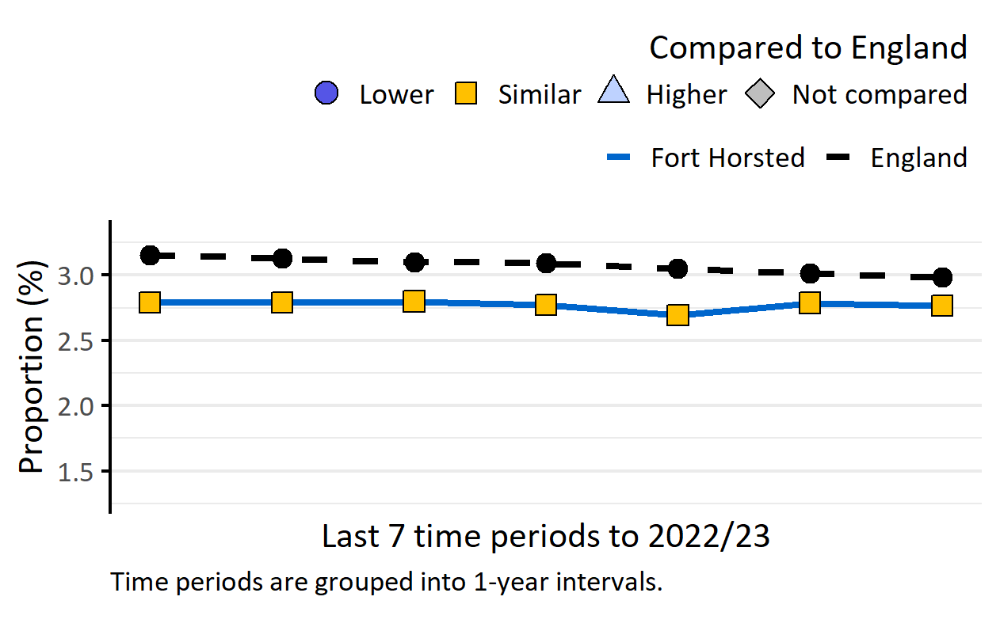 Compared to England
Lower Similar Higher Not compared
Fort Horsted England
Proportion (%)
3.0
2.5
2.0
1.5
Last 7 time periods to 2022/23
Time periods are grouped into 1-year intervals.